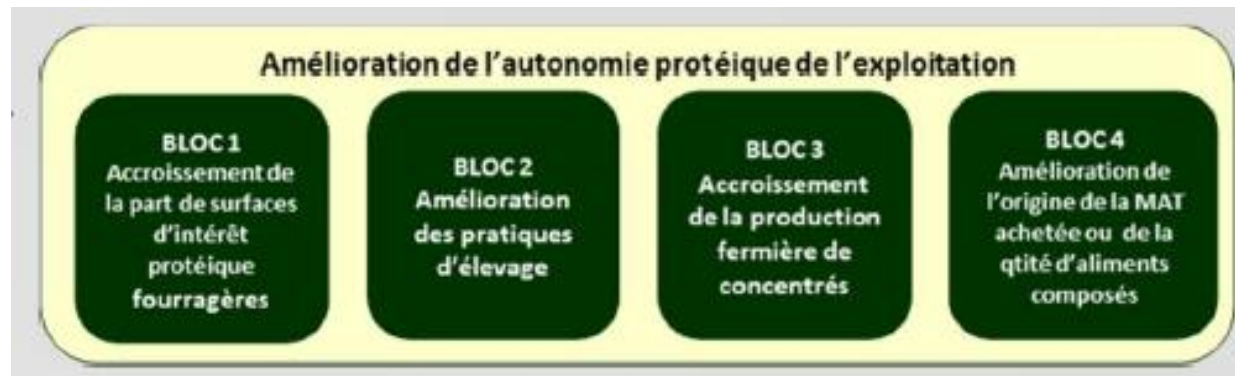 Amélioration de l'autonomie protéique de l'exploitation
BLOC 1
Accroissement de
la part de surfaces
d'intérêt
protéique
fourragères
BLOC 2
Amélioration
des pratiques
d'élevage
BLOC 3
Accroissement
de la production
fermière de
concentrés
BLOC 4
Amélioration de
l'origine de la MAT
achetée ou de la
qtité d'aliments
composés